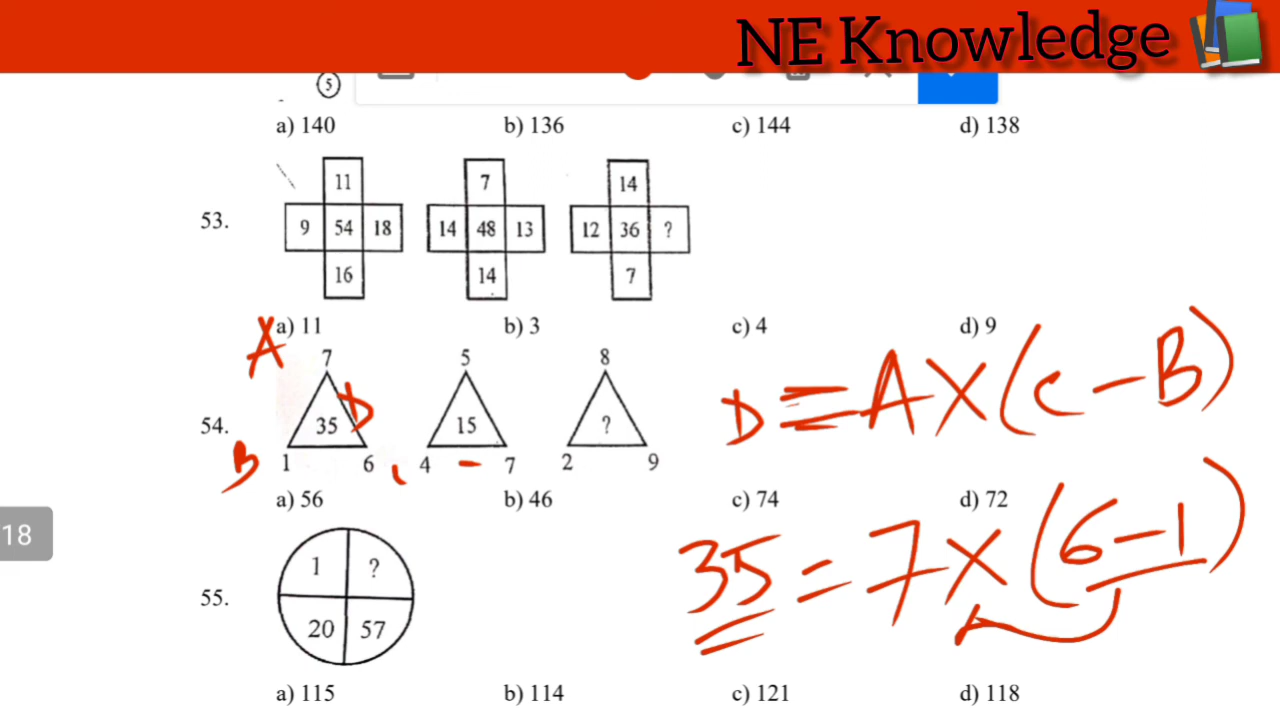 NE Knowledge
5
a) 140 b) 136 c) 144 d) 138
53.
11 7 14
9 54 18 14 48 13 12 36 ?
16 14 7
a) 11 b) 3 c) 4 d) 9
A
7 5 8
D = A X (C - B)
54. 35 D 15 ?
B 1 6 C 4 - 7 2 9
a) 56 b) 46 c) 74 d) 72
35 = 7 X (6 - 1)
18
1 ?
55.
20 57
a) 115 b) 114 c) 121 d) 118